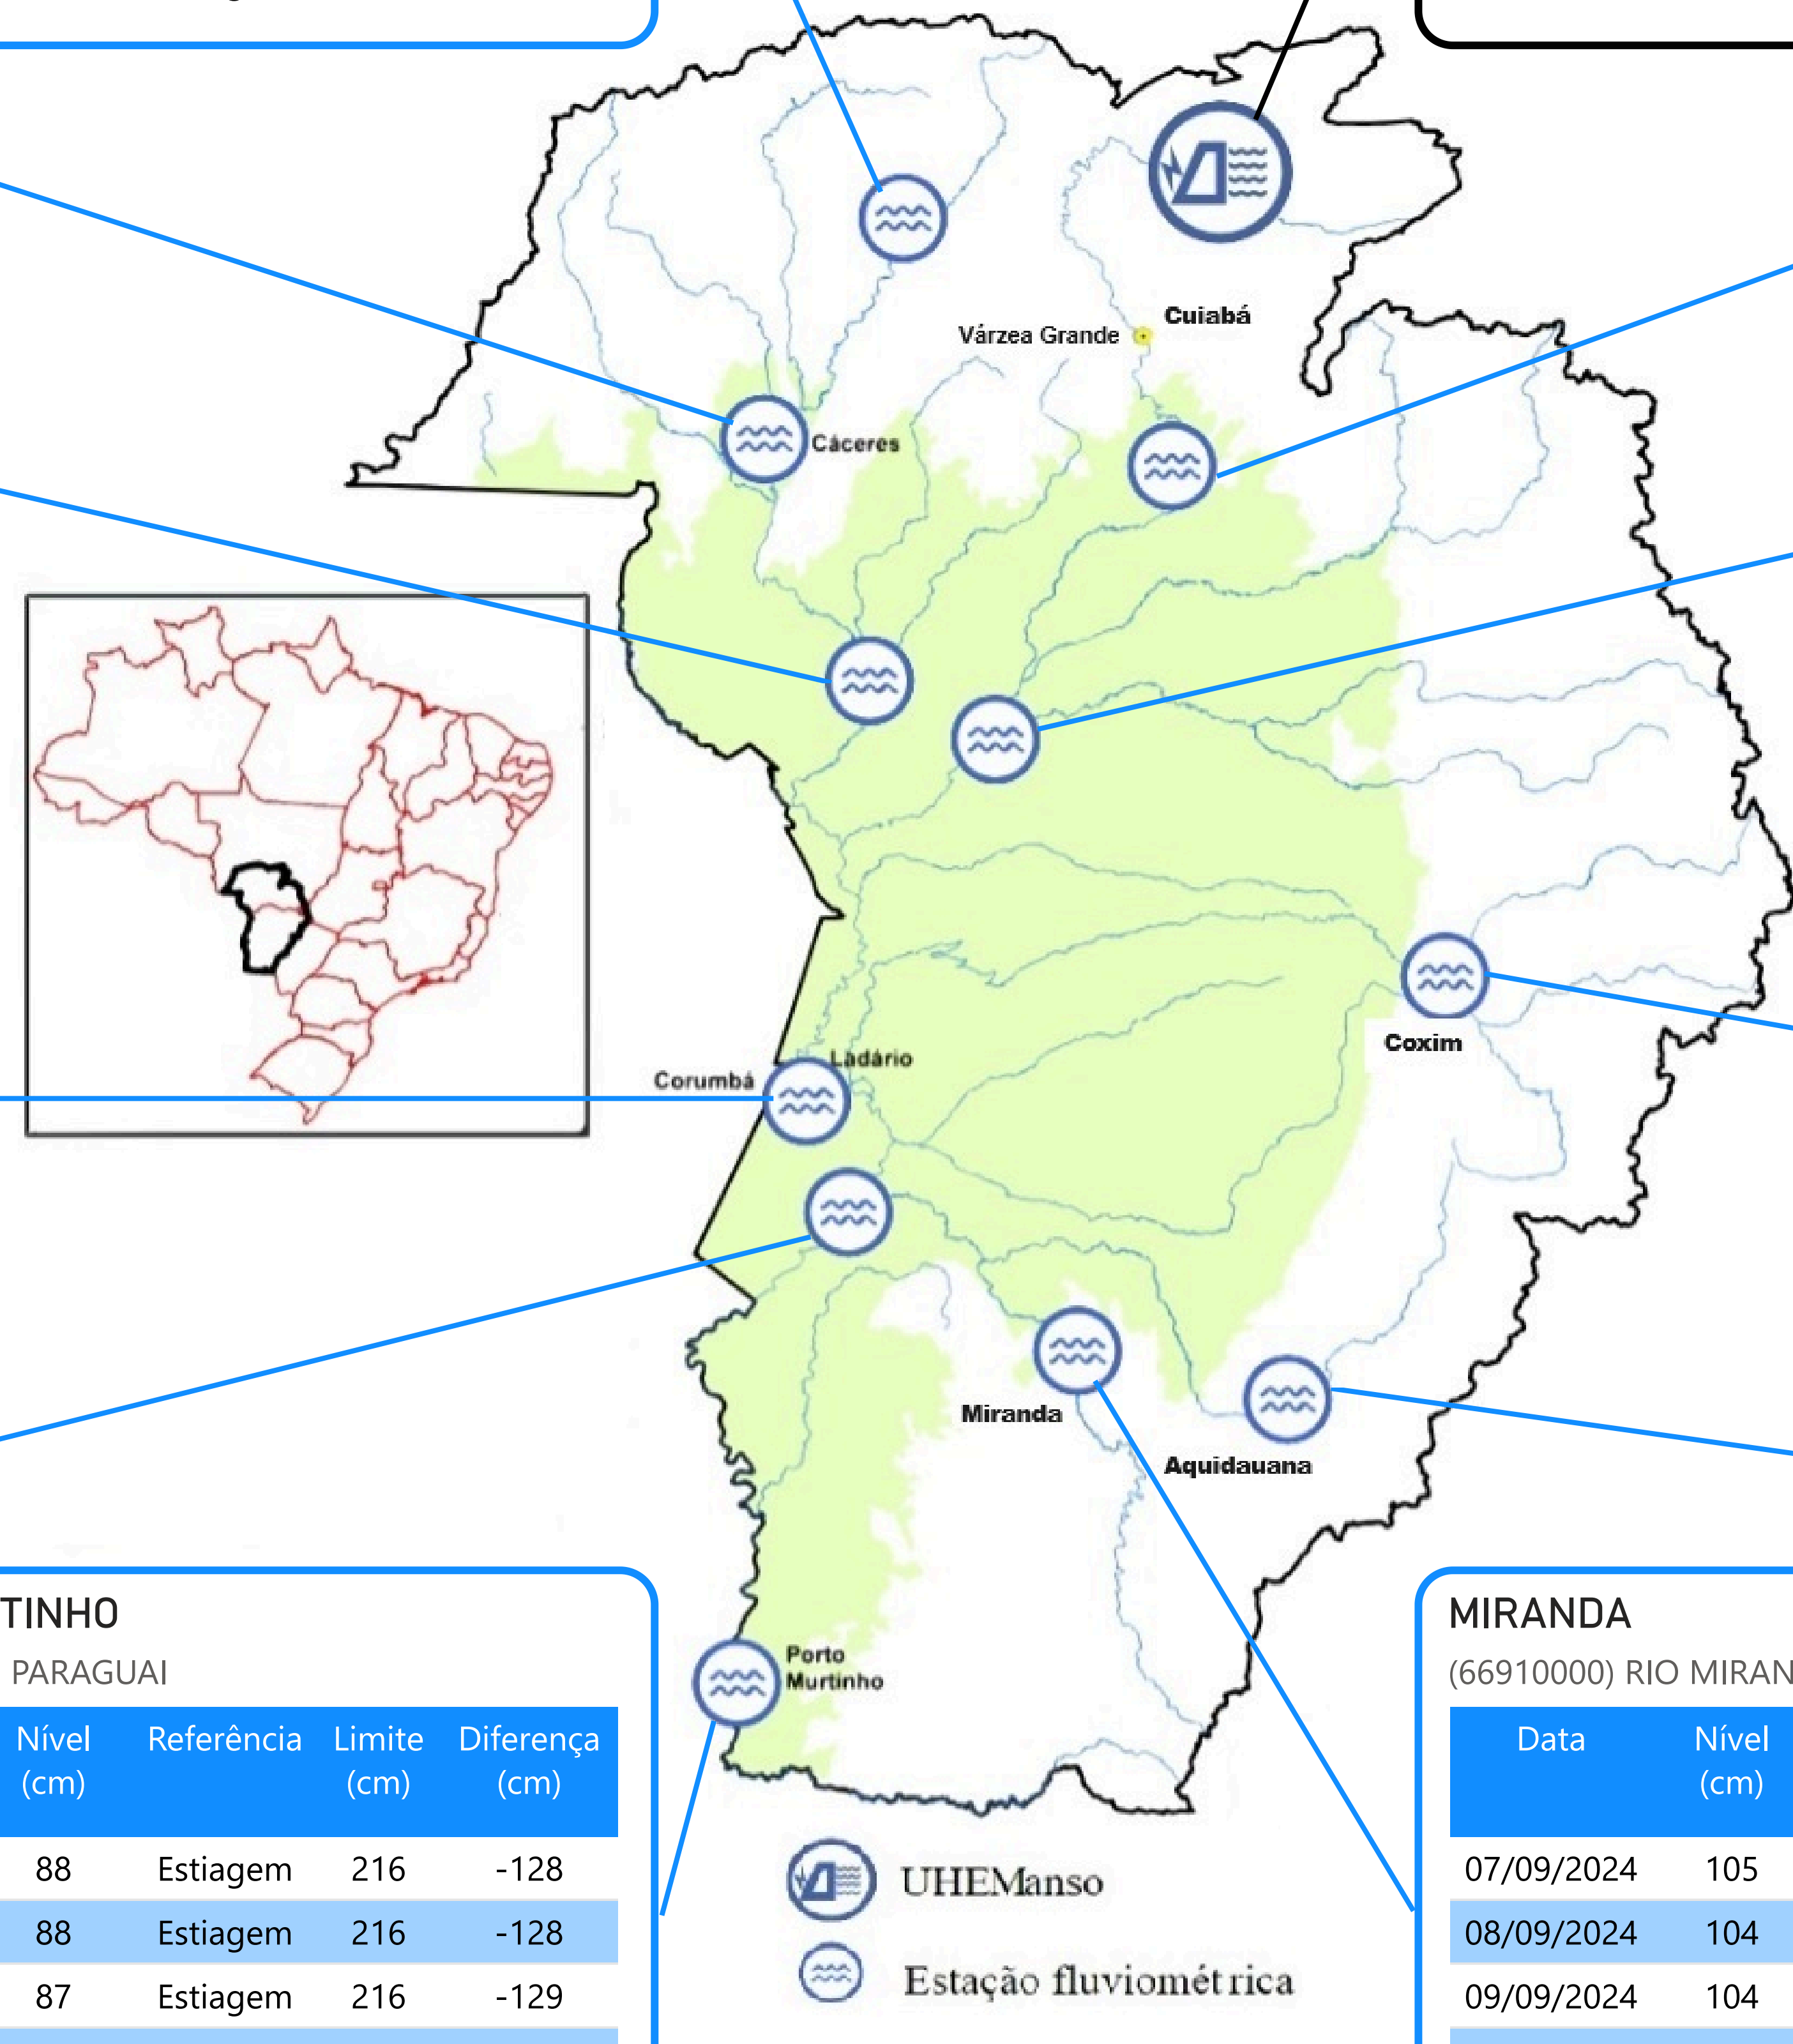 Cuiabá
Várzea Grande
Cáceres
Coxim
Ladário
Corumbá
Miranda
Aquidauana
Porto
Murtinho
TINHO
PARAGUAI
Nível Referência Limite Diferença
(cm) (cm) (cm)
88 Estiagem 216 -128
88 Estiagem 216 -128
87 Estiagem 216 -129
UHEManso
Estação fluviométrica
MIRANDA
(66910000) RIO MIRAN
Data Nível
(cm)
07/09/2024 105
08/09/2024 104
09/09/2024 104